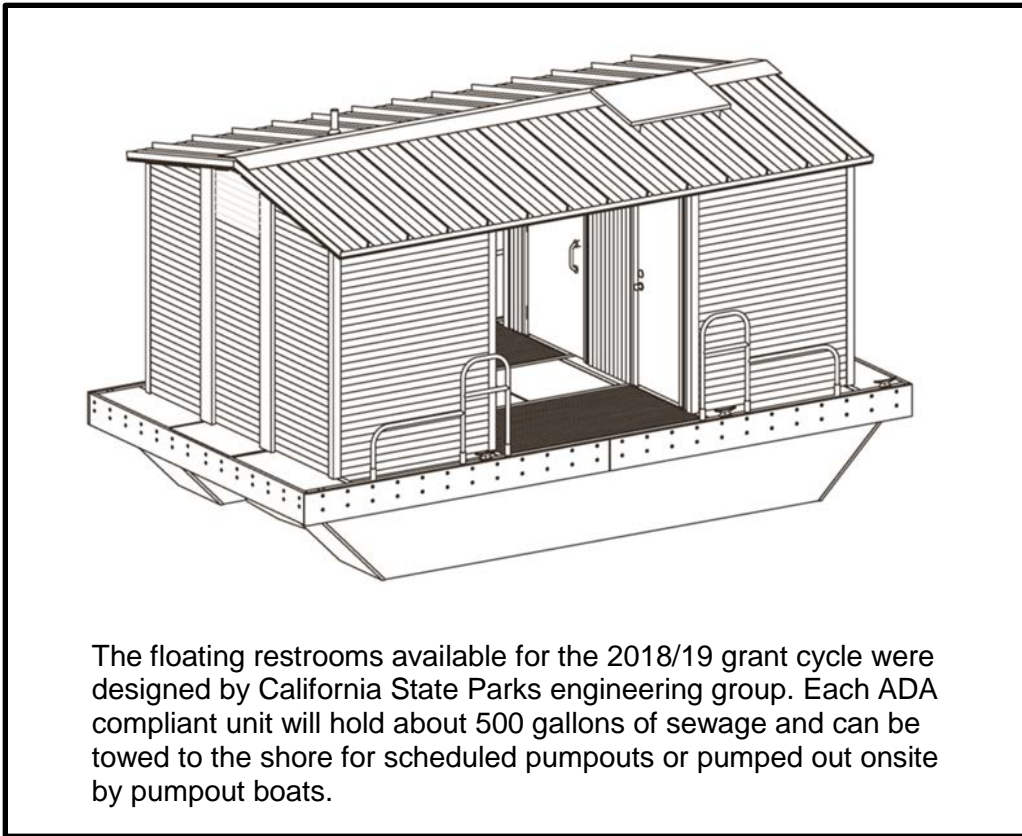 The floating restrooms available for the 2018/19 grant cycle were
designed by California State Parks engineering group. Each ADA
compliant unit will hold about 500 gallons of sewage and can be
towed to the shore for scheduled pumpouts or pumped out onsite
by pumpout boats.